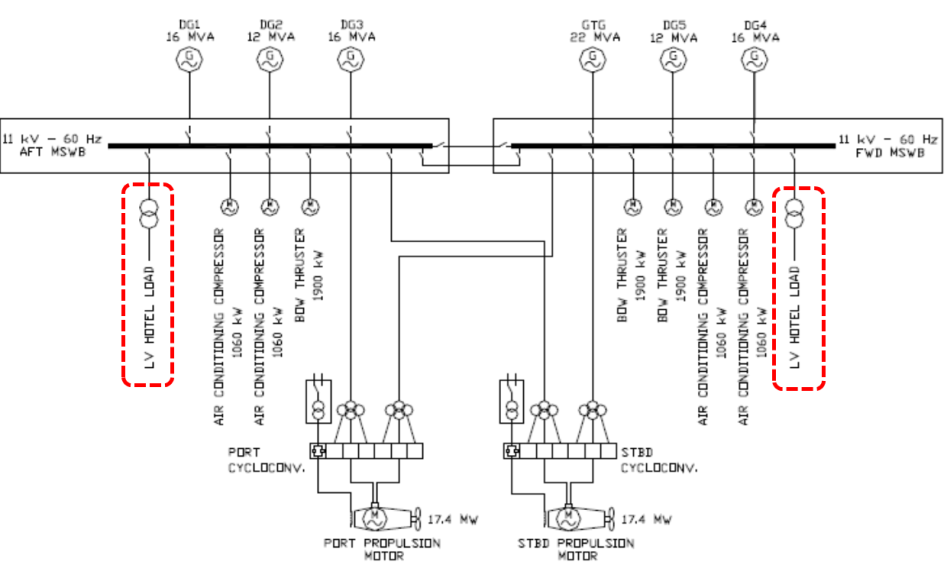 DG1
16 MVA
DG2
12 MVA
DG3
16 MVA
GTG
22 MVA
DG5
12 MVA
DG4
16 MVA
G
G
G
G
G
G
11 kV - 60 Hz
AFT MSWB
11 kV - 60 Hz
FWD MSWB
M
M
M
M
M
M
M
LV HOTEL LOAD
AIR CONDITIONING COMPRESSOR
1060 kW
AIR CONDITIONING COMPRESSOR
1060 kW
BOW THRUSTER
1900 kW
BOW THRUSTER
1900 kW
BOW THRUSTER
1900 kW
AIR CONDITIONING COMPRESSOR
1060 kW
AIR CONDITIONING COMPRESSOR
1060 kW
LV HOTEL LOAD
PORT
CYCLOCONV.
STBD
CYCLOCONV.
M
17.4 MW
M
17.4 MW
PORT PROPULSION
MOTOR
STBD PROPULSION
MOTOR